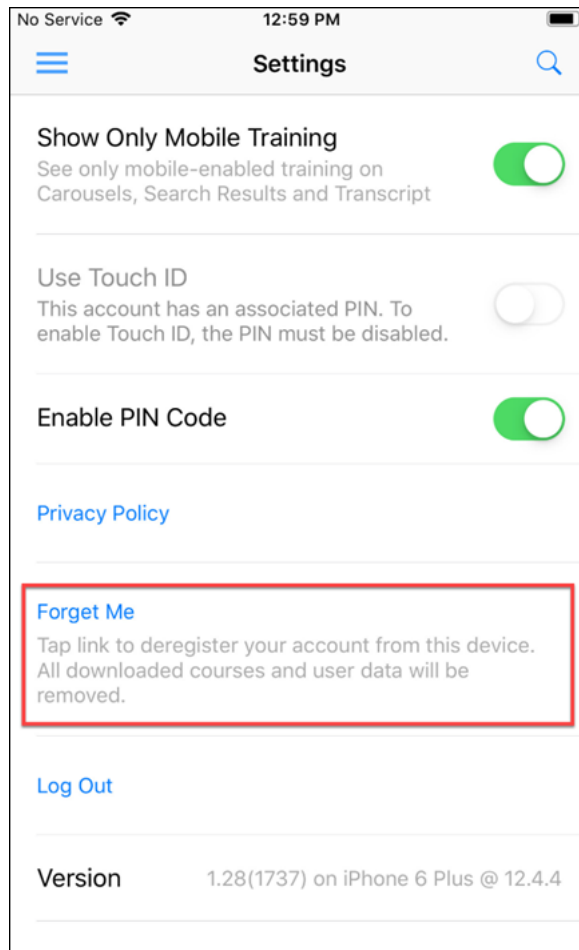 No Service 12:59 PM
Settings
Show Only Mobile Training
See only mobile-enabled training on
Carousels, Search Results and Transcript
Use Touch ID
This account has an associated PIN. To
enable Touch ID, the PIN must be disabled.
Enable PIN Code
Privacy Policy
Forget Me
Tap link to deregister your account from this device.
All downloaded courses and user data will be
removed.
Log Out
Version 1.28(1737) on iPhone 6 Plus @ 12.4.4